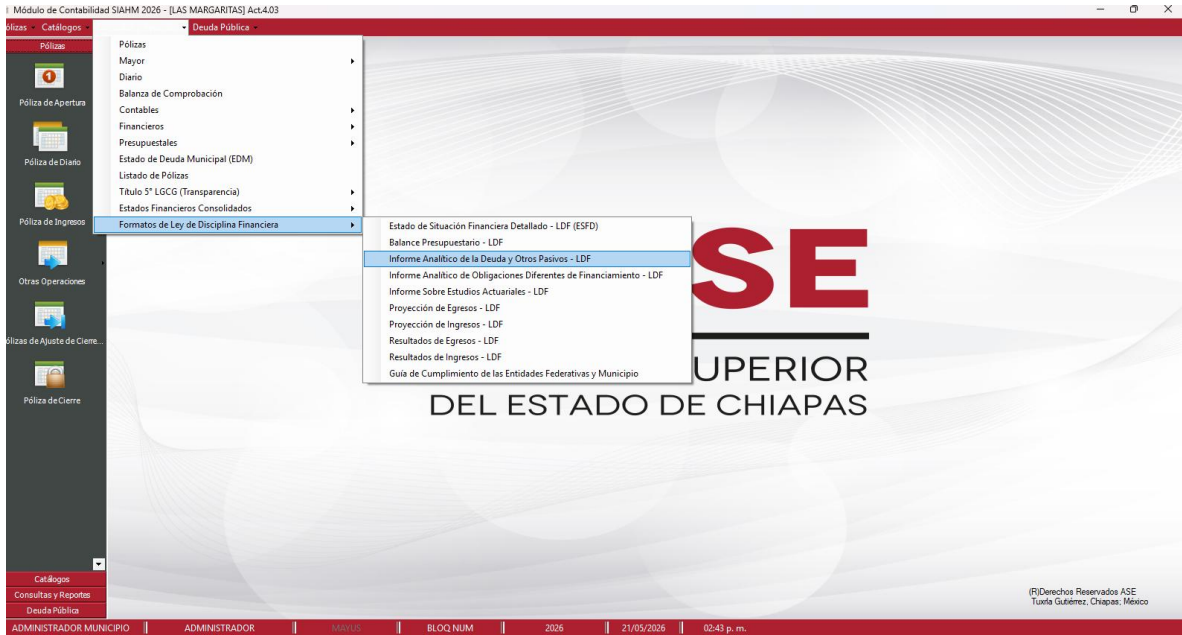 Módulo de Contabilidad SIAHM 2026 - [LAS MARGARITAS] Act.4.03
ólizas Catálogos Deuda Pública
Pólizas
Póliza de Apertura
Póliza de Diario
Póliza de Ingresos
Otras Operaciones
ólizas de Ajuste de Cierre...
Póliza de Cierre
Catálogos
Consultas y Reportes
Deuda Pública
Pólizas
Mayor
Diario
Balanza de Comprobación
Contables
Financieros
Presupuestales
Estado de Deuda Municipal (EDM)
Listado de Pólizas
Título 5° LGCG (Transparencia)
Estados Financieros Consolidados
Formatos de Ley de Disciplina Financiera
Estado de Situación Financiera Detallado - LDF (ESFD)
Balance Presupuestario - LDF
Informe Analítico de la Deuda y Otros Pasivos - LDF
Informe Analítico de Obligaciones Diferentes de Financiamiento - LDF
Informe Sobre Estudios Actuariales - LDF
Proyección de Egresos - LDF
Proyección de Ingresos - LDF
Resultados de Egresos - LDF
Resultados de Ingresos - LDF
Guía de Cumplimiento de las Entidades Federativas y Municipio
SE
UPERIOR
DEL ESTADO DE CHIAPAS
(R)Derechos Reservados ASE
Tuxtla Gutiérrez, Chiapas; México
ADMINISTRADOR MUNICIPIO ADMINISTRADOR MAYUS BLOQ NUM 2026 21/05/2026 02:43 p. m.